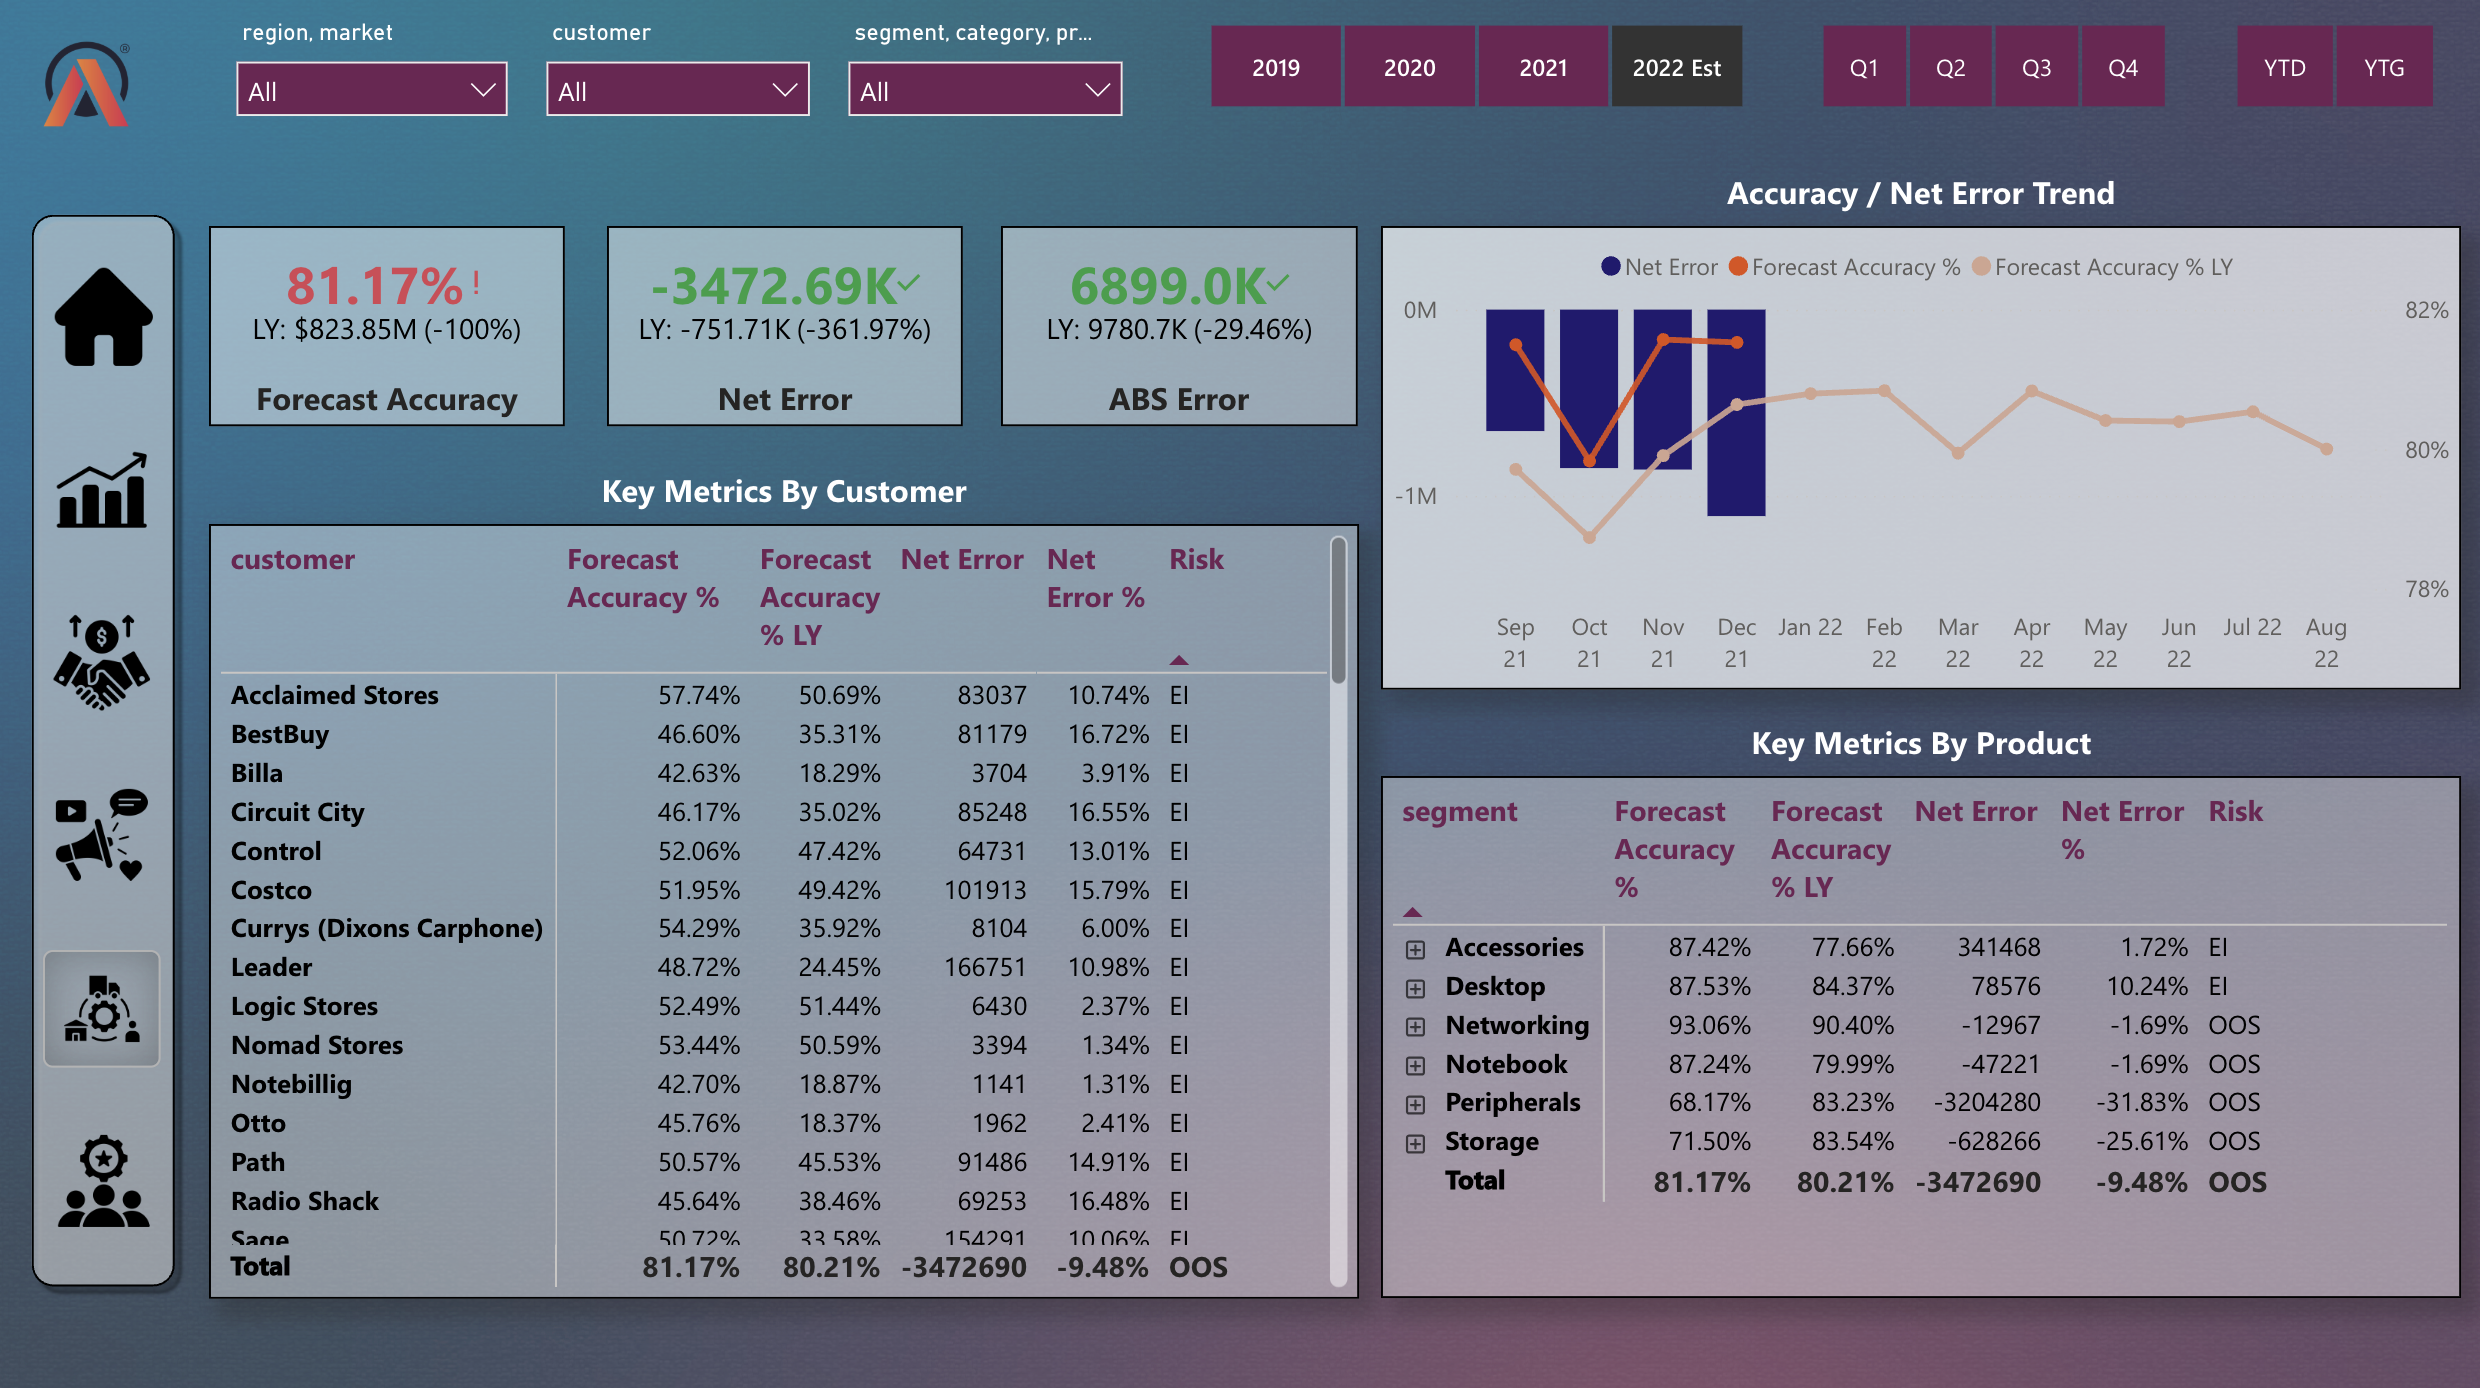 region, market
customer
segment, category, pr...
All
All
All
2019
2020
2021
2022 Est
Q1
Q2
Q3
Q4
YTD
YTG
®
81.17%!
LY: $823.85M (-100%)
Forecast Accuracy
-3472.69K
LY: -751.71K (-361.97%)
Net Error
6899.0K
LY: 9780.7K (-29.46%)
ABS Error
Accuracy / Net Error Trend
Net Error Forecast Accuracy % Forecast Accuracy % LY
0M
-1M
82%
80%
78%
Sep 21
Oct 21
Nov 21
Dec 21
Jan 22
Feb 22
Mar 22
Apr 22
May 22
Jun 22
Jul 22
Aug 22
Key Metrics By Customer
customer Forecast Accuracy % Forecast Accuracy % LY Net Error Net Error % Risk
Acclaimed Stores 57.74% 50.69% 83037 10.74% EI
BestBuy 46.60% 35.31% 81179 16.72% EI
Billa 42.63% 18.29% 3704 3.91% EI
Circuit City 46.17% 35.02% 85248 16.55% EI
Control 52.06% 47.42% 64731 13.01% EI
Costco 51.95% 49.42% 101913 15.79% EI
Currys (Dixons Carphone) 54.29% 35.92% 8104 6.00% EI
Leader 48.72% 24.45% 166751 10.98% EI
Logic Stores 52.49% 51.44% 6430 2.37% EI
Nomad Stores 53.44% 50.59% 3394 1.34% EI
Notebillig 42.70% 18.87% 1141 1.31% EI
Otto 45.76% 18.37% 1962 2.41% EI
Path 50.57% 45.53% 91486 14.91% EI
Radio Shack 45.64% 38.46% 69253 16.48% EI
Sage 50.72% 33.58% 154291 10.06% EI
Total 81.17% 80.21% -3472690 -9.48% OOS
Key Metrics By Product
segment Forecast Accuracy % Forecast Accuracy % LY Net Error Net Error % Risk
Accessories 87.42% 77.66% 341468 1.72% EI
Desktop 87.53% 84.37% 78576 10.24% EI
Networking 93.06% 90.40% -12967 -1.69% OOS
Notebook 87.24% 79.99% -47221 -1.69% OOS
Peripherals 68.17% 83.23% -3204280 -31.83% OOS
Storage 71.50% 83.54% -628266 -25.61% OOS
Total 81.17% 80.21% -3472690 -9.48% OOS